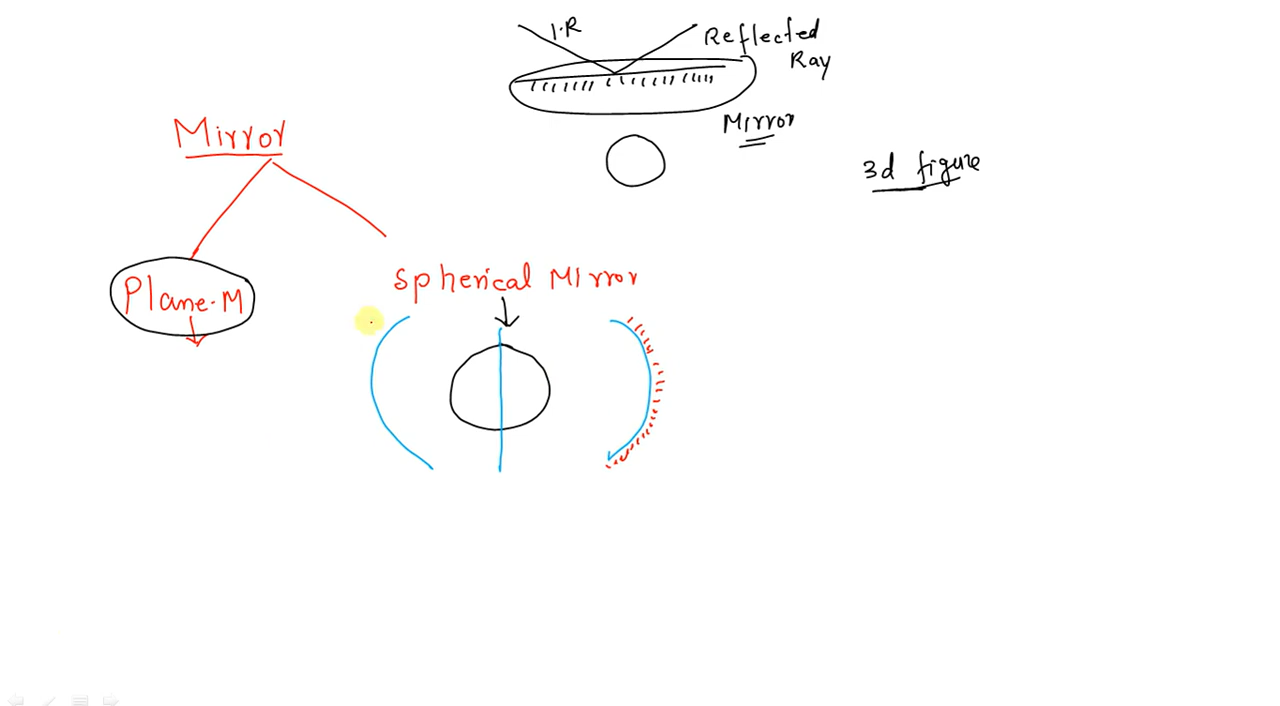 I.R
Reflected
Ray
Mirror
3d figure
Mirror
Plane-M
Spherical Mirror